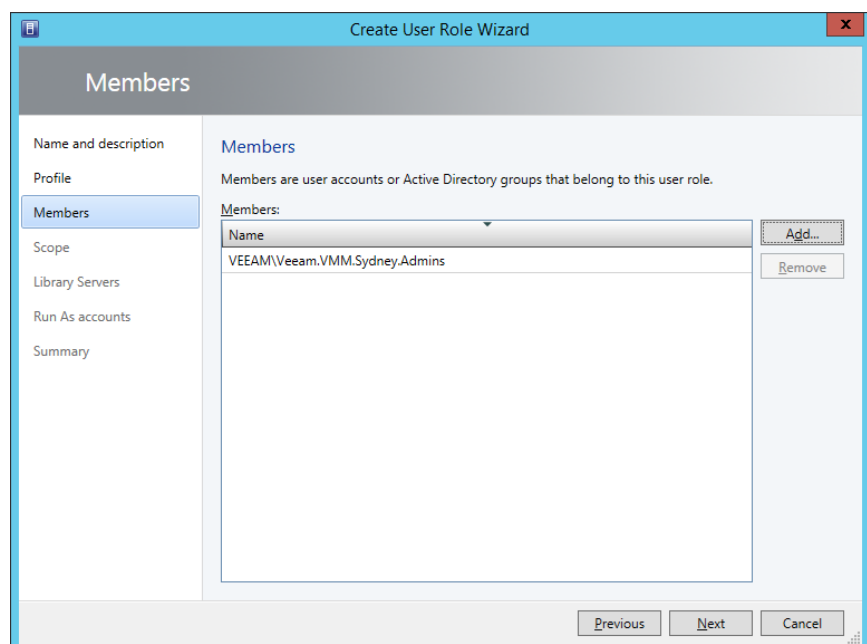 Create User Role Wizard
x
Members
Name and description
Profile
Members
Scope
Library Servers
Run As accounts
Summary
Members
Members are user accounts or Active Directory groups that belong to this user role.
Members:
Name
VEEAM\Veeam.VMM.Sydney.Admins
Add...
Remove
Previous
Next
Cancel